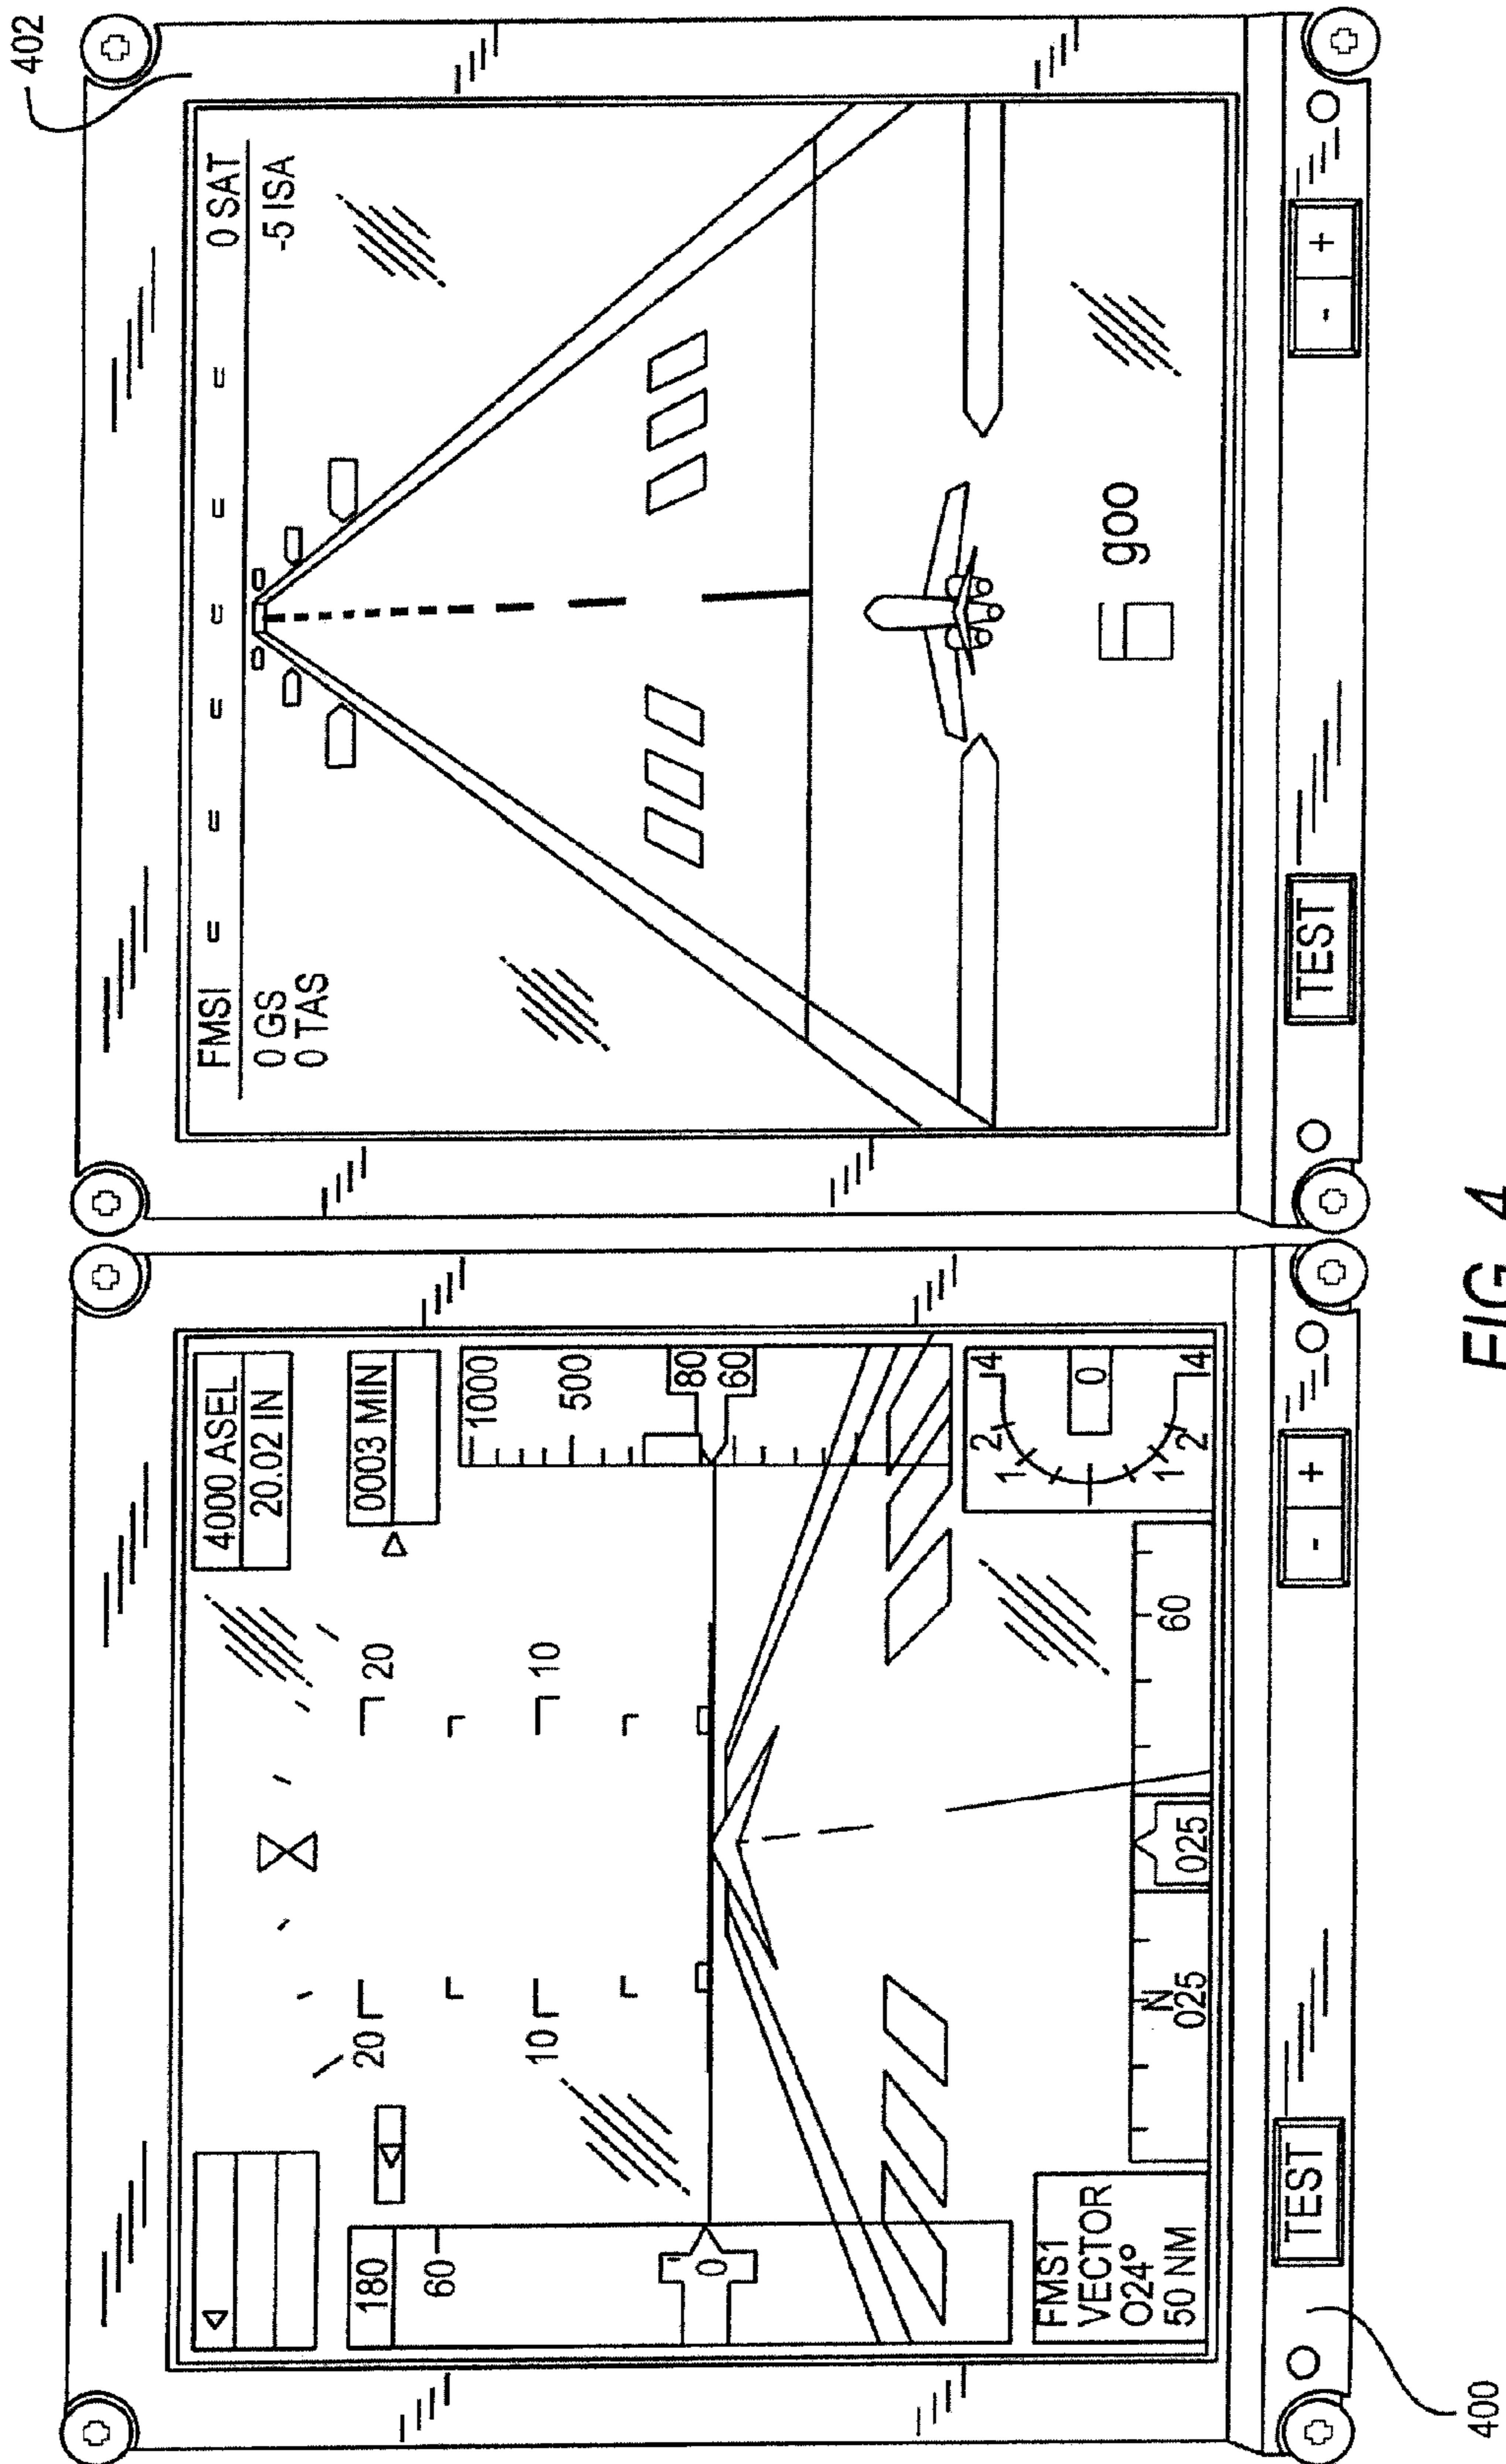 4000 ASEL
20.02 IN
0003 MIN
20
20
10
10
180
60
0
1000
500
80
60
FMS1
VECTOR
O24°
50 NM
N
025
025
60
1
2
4
0
1
2
4
TEST
- +
400
FMSI
0 GS
0 TAS
0 SAT
-5 ISA
goo
TEST
- +
402
FIG. 4